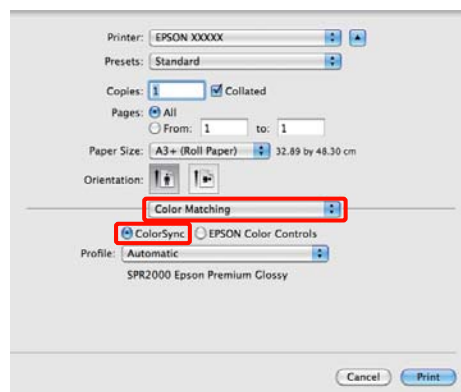 Printer: EPSON XXXXX
Presets: Standard
Copies: 1 Collated
Pages: All
From: 1 to: 1
Paper Size: A3+ (Roll Paper) 32.89 by 48.30 cm
Orientation:
Color Matching
ColorSync EPSON Color Controls
Profile: Automatic
SPR2000 Epson Premium Glossy
Cancel Print